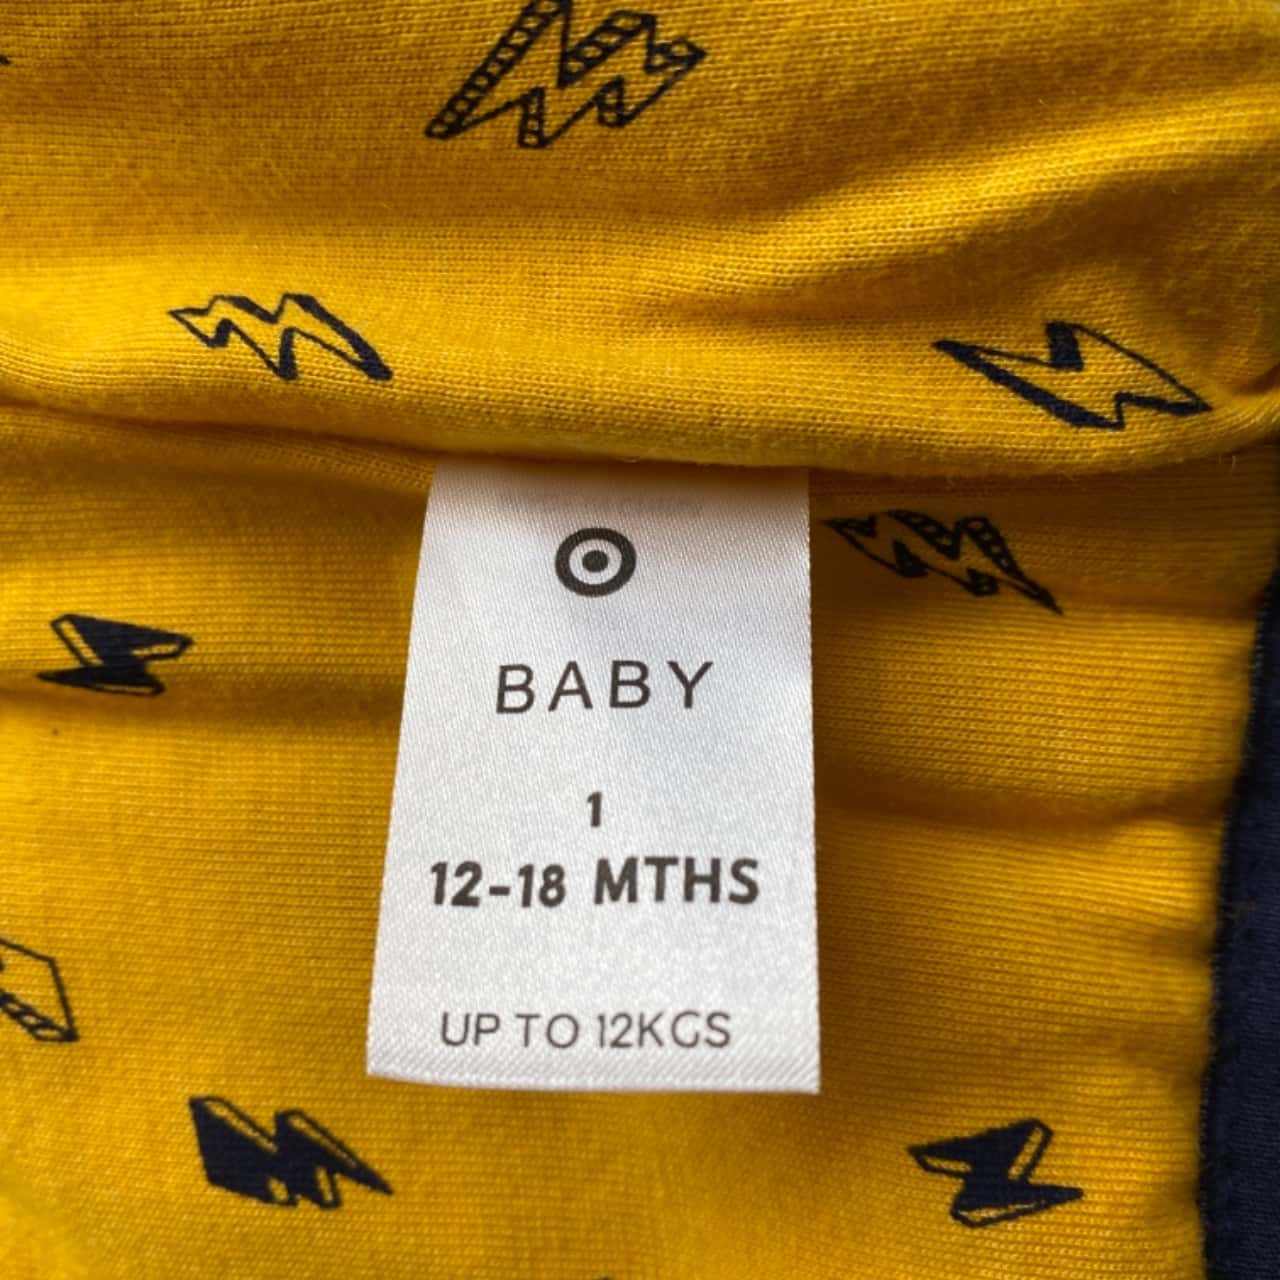 BABY
1
12-18 MTHS
UP TO 12KGS